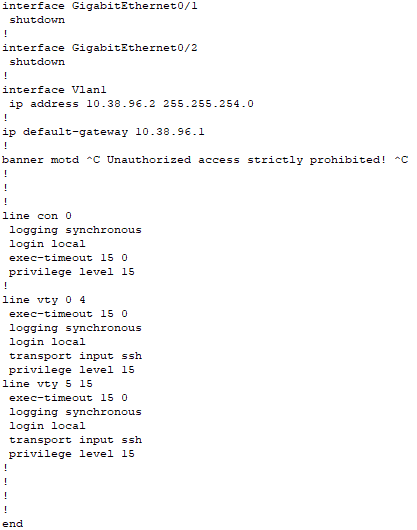 interface GigabitEthernet0/1
 shutdown
!
interface GigabitEthernet0/2
 shutdown
!
interface Vlan1
 ip address 10.38.96.2 255.255.254.0
!
ip default-gateway 10.38.96.1
!
banner motd ^C Unauthorized access strictly prohibited! ^C
!
!
!
line con 0
 logging synchronous
 login local
 exec-timeout 15 0
 privilege level 15
!
line vty 0 4
 exec-timeout 15 0
 logging synchronous
 login local
 transport input ssh
 privilege level 15
line vty 5 15
 exec-timeout 15 0
 logging synchronous
 login local
 transport input ssh
 privilege level 15
!
!
!
!
end